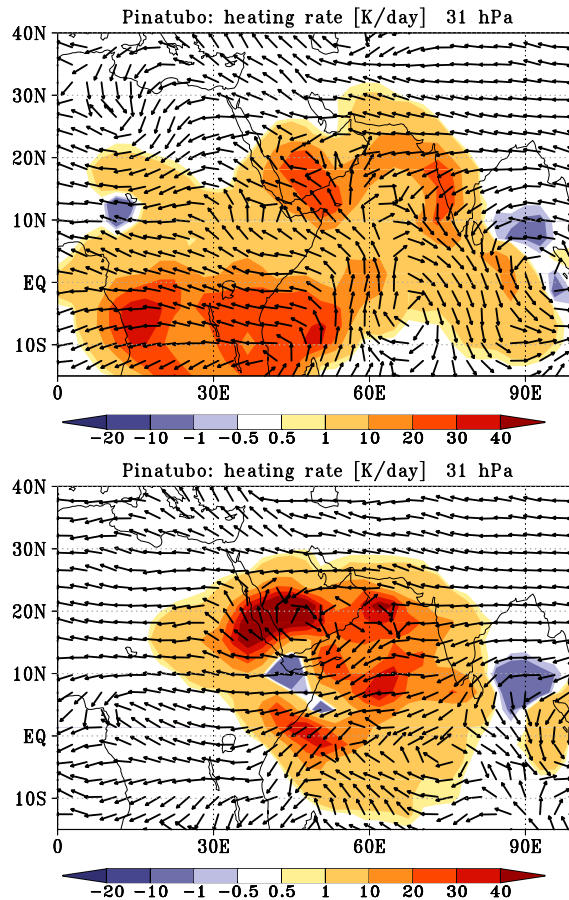 Pinatubo: heating rate [K/day]  31 hPa
40N
30N
20N
10N
EQ
10S
0 30E 60E 90E
-20 -10 -1 -0.5 0.5 1 10 20 30 40
Pinatubo: heating rate [K/day]  31 hPa
40N
30N
20N
10N
EQ
10S
0 30E 60E 90E
-20 -10 -1 -0.5 0.5 1 10 20 30 40